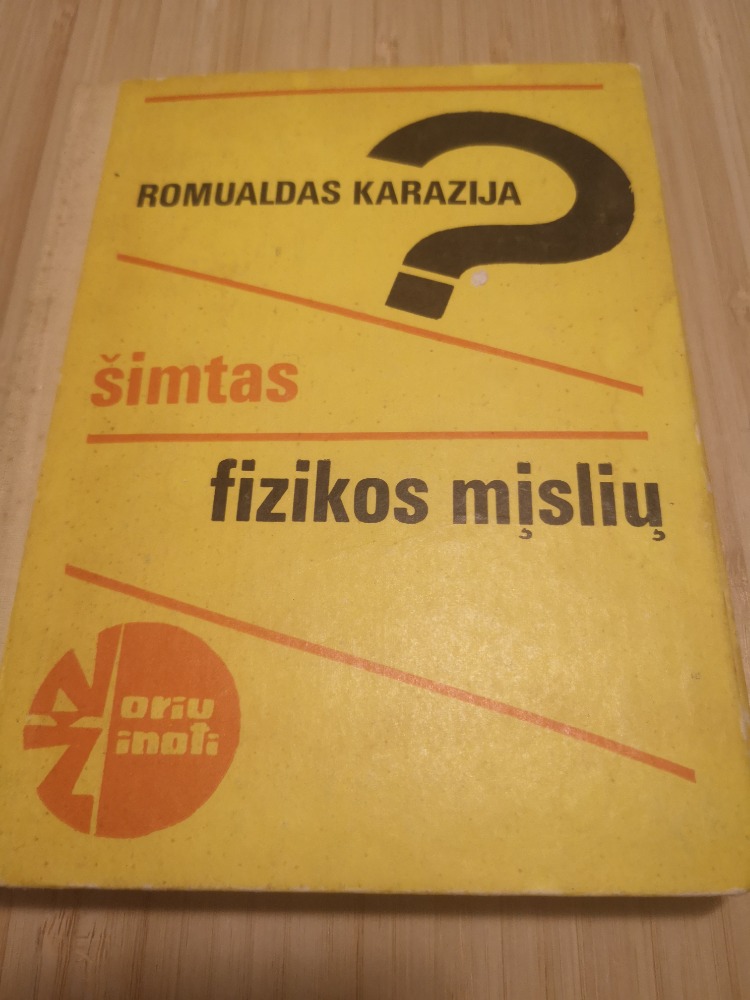 ROMUALDAS KARAZIJA
?
šimtas
fizikos mįslių
Noriu
Žinoti